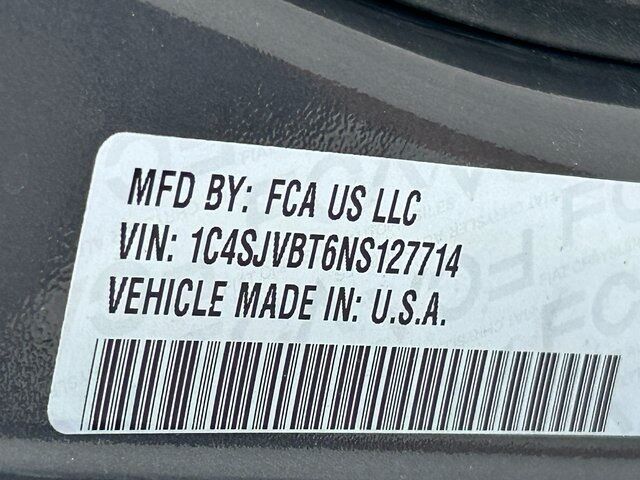 MFD BY: FCA US LLC
VIN: 1C4SJVBT6NS127714
VEHICLE MADE IN: U.S.A.